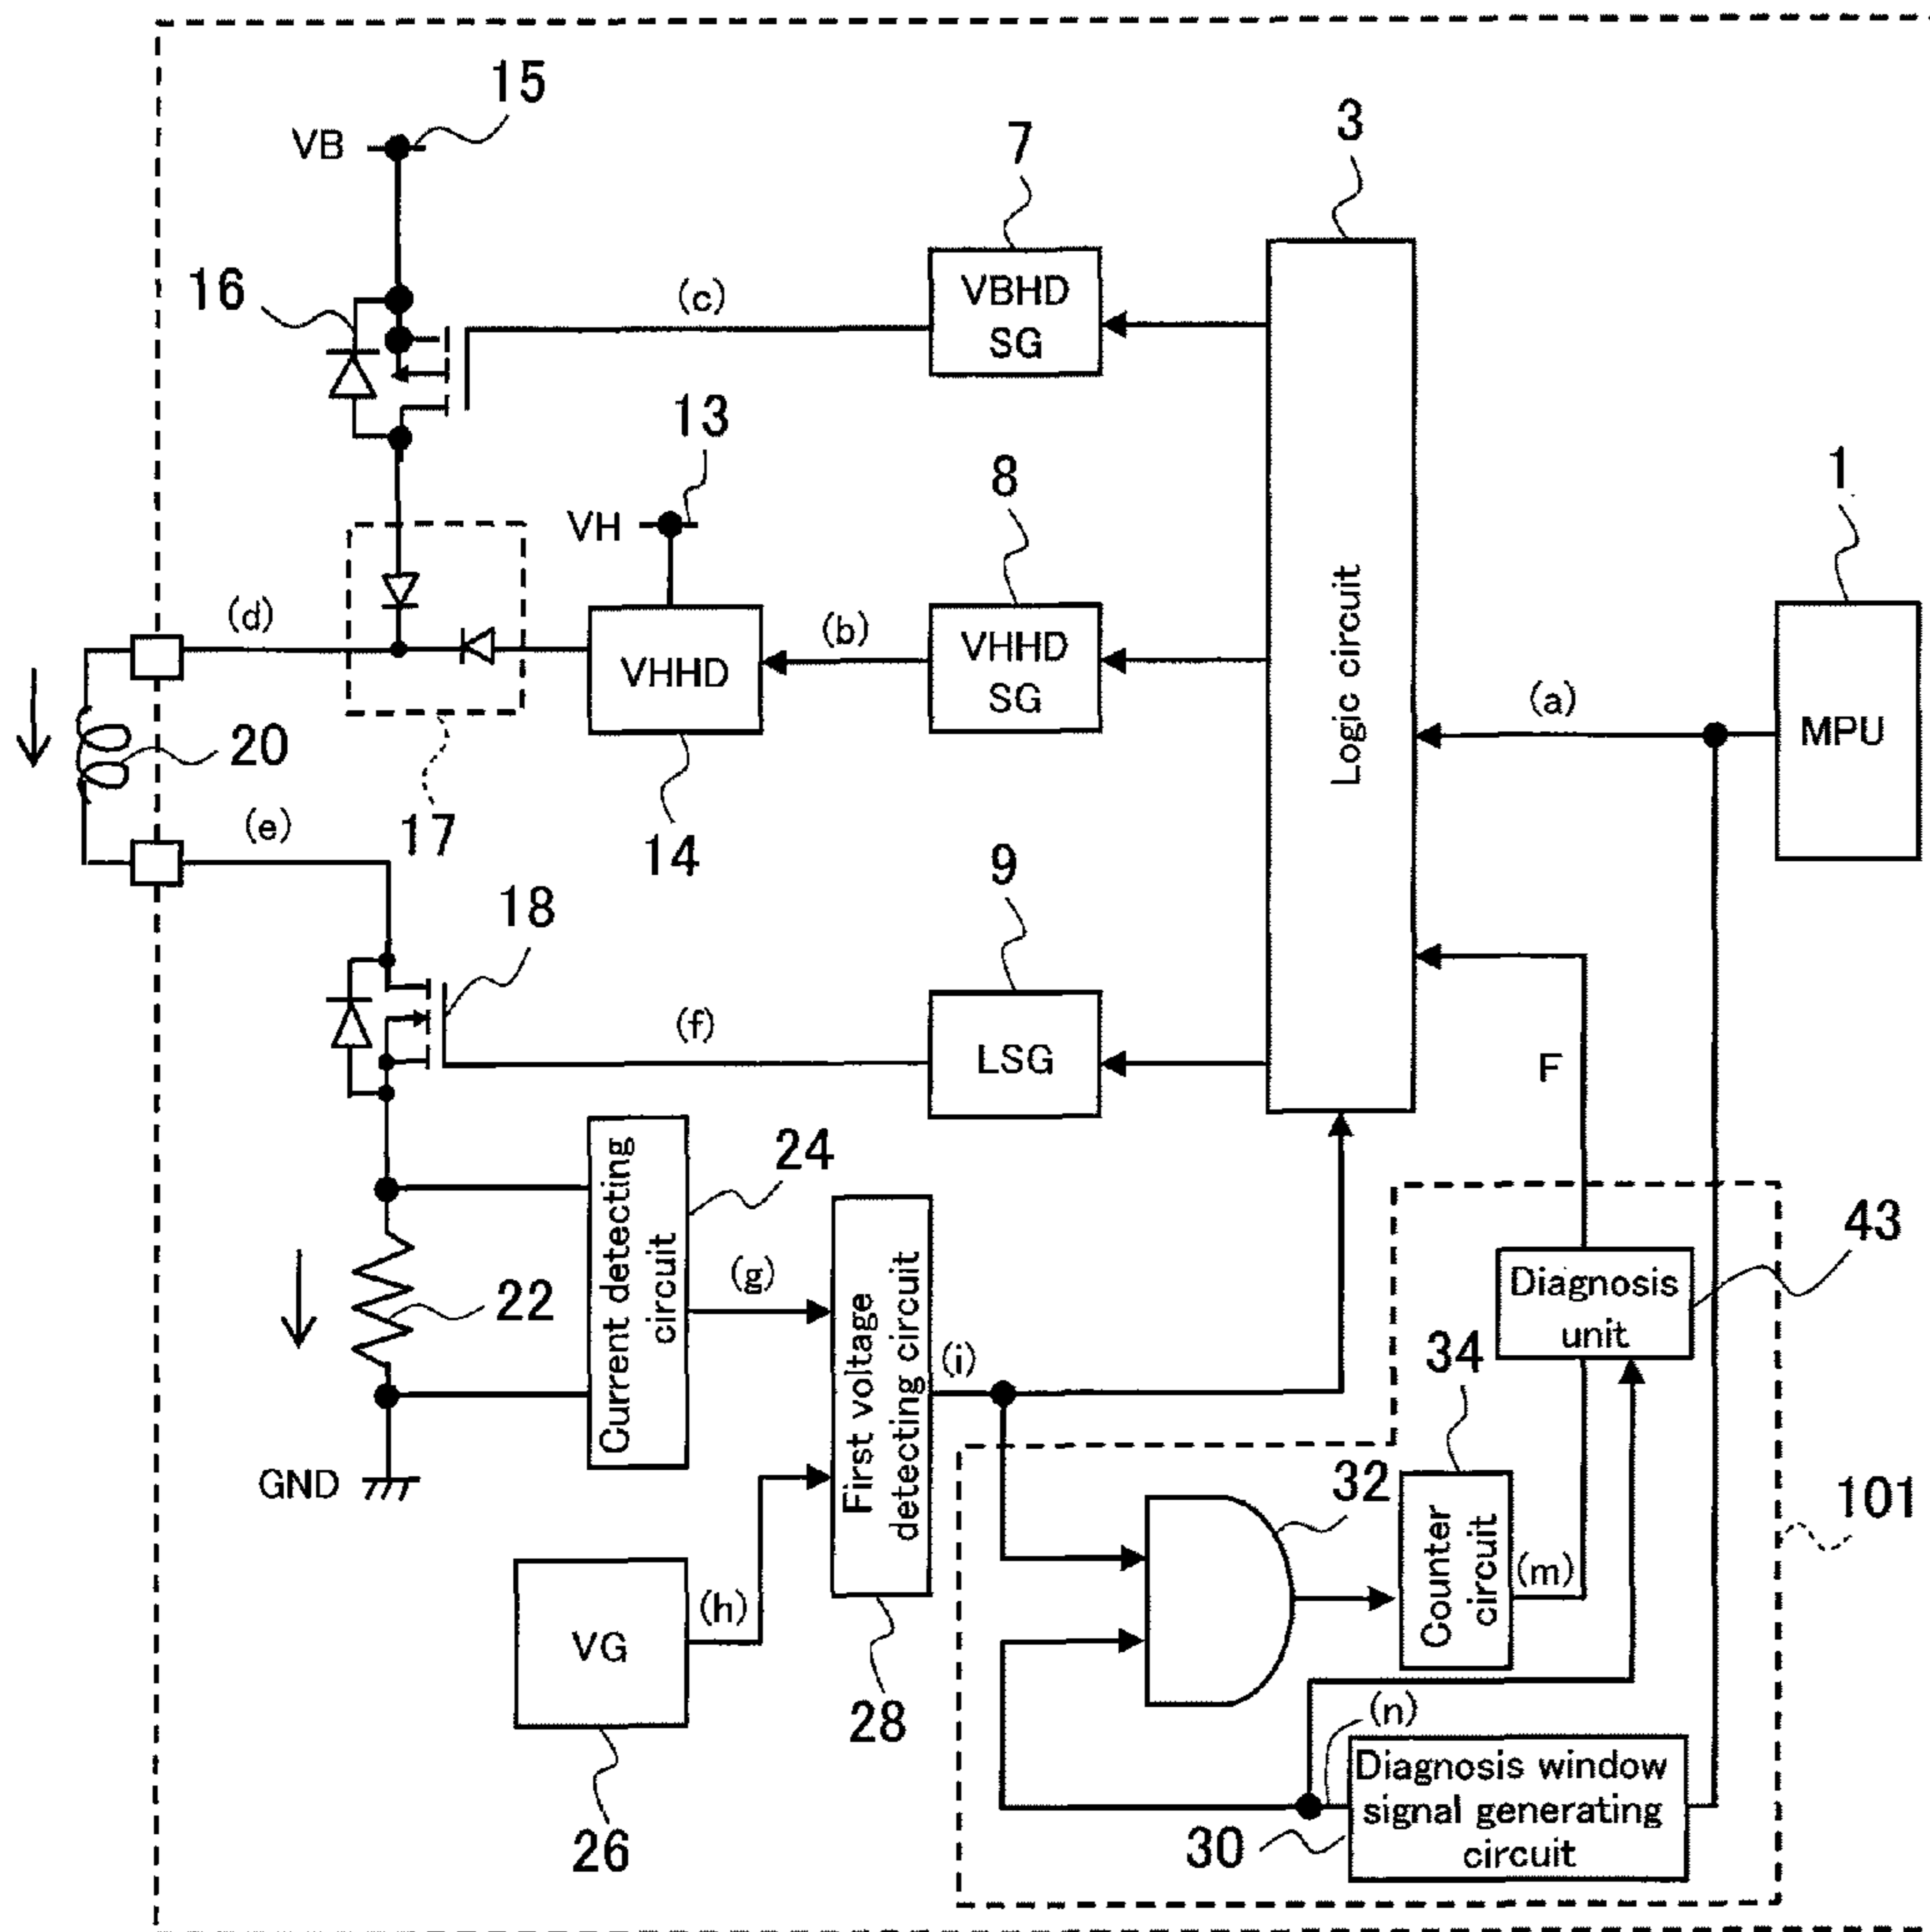 15
VB
7
3
16
(c)
VBHD
SG
13
8
1
VH
(d)
(b)
VHHD
VHHD
SG
Logic circuit
(a)
MPU
20
(e)
17
14
9
18
(f)
LSG
F
24
Current detecting
circuit
43
22
(g)
First voltage
detecting circuit
(i)
Diagnosis
unit
34
GND
32
Counter
circuit
101
(h)
(m)
VG
28
(n)
Diagnosis window
signal generating
circuit
26
30